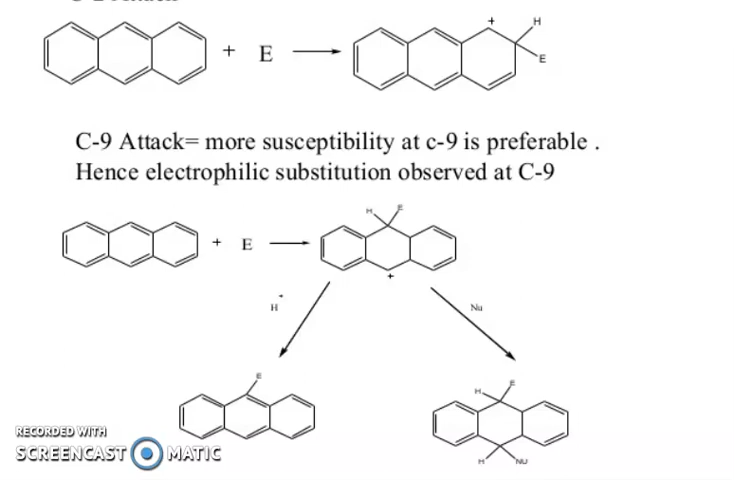 + E
+
H
E
C-9 Attack= more susceptibility at c-9 is preferable .
Hence electrophilic substitution observed at C-9
H
E
+ E
+
H
Nu
E
E
H
H
NU
RECORDED WITH
SCREENCAST MATIC